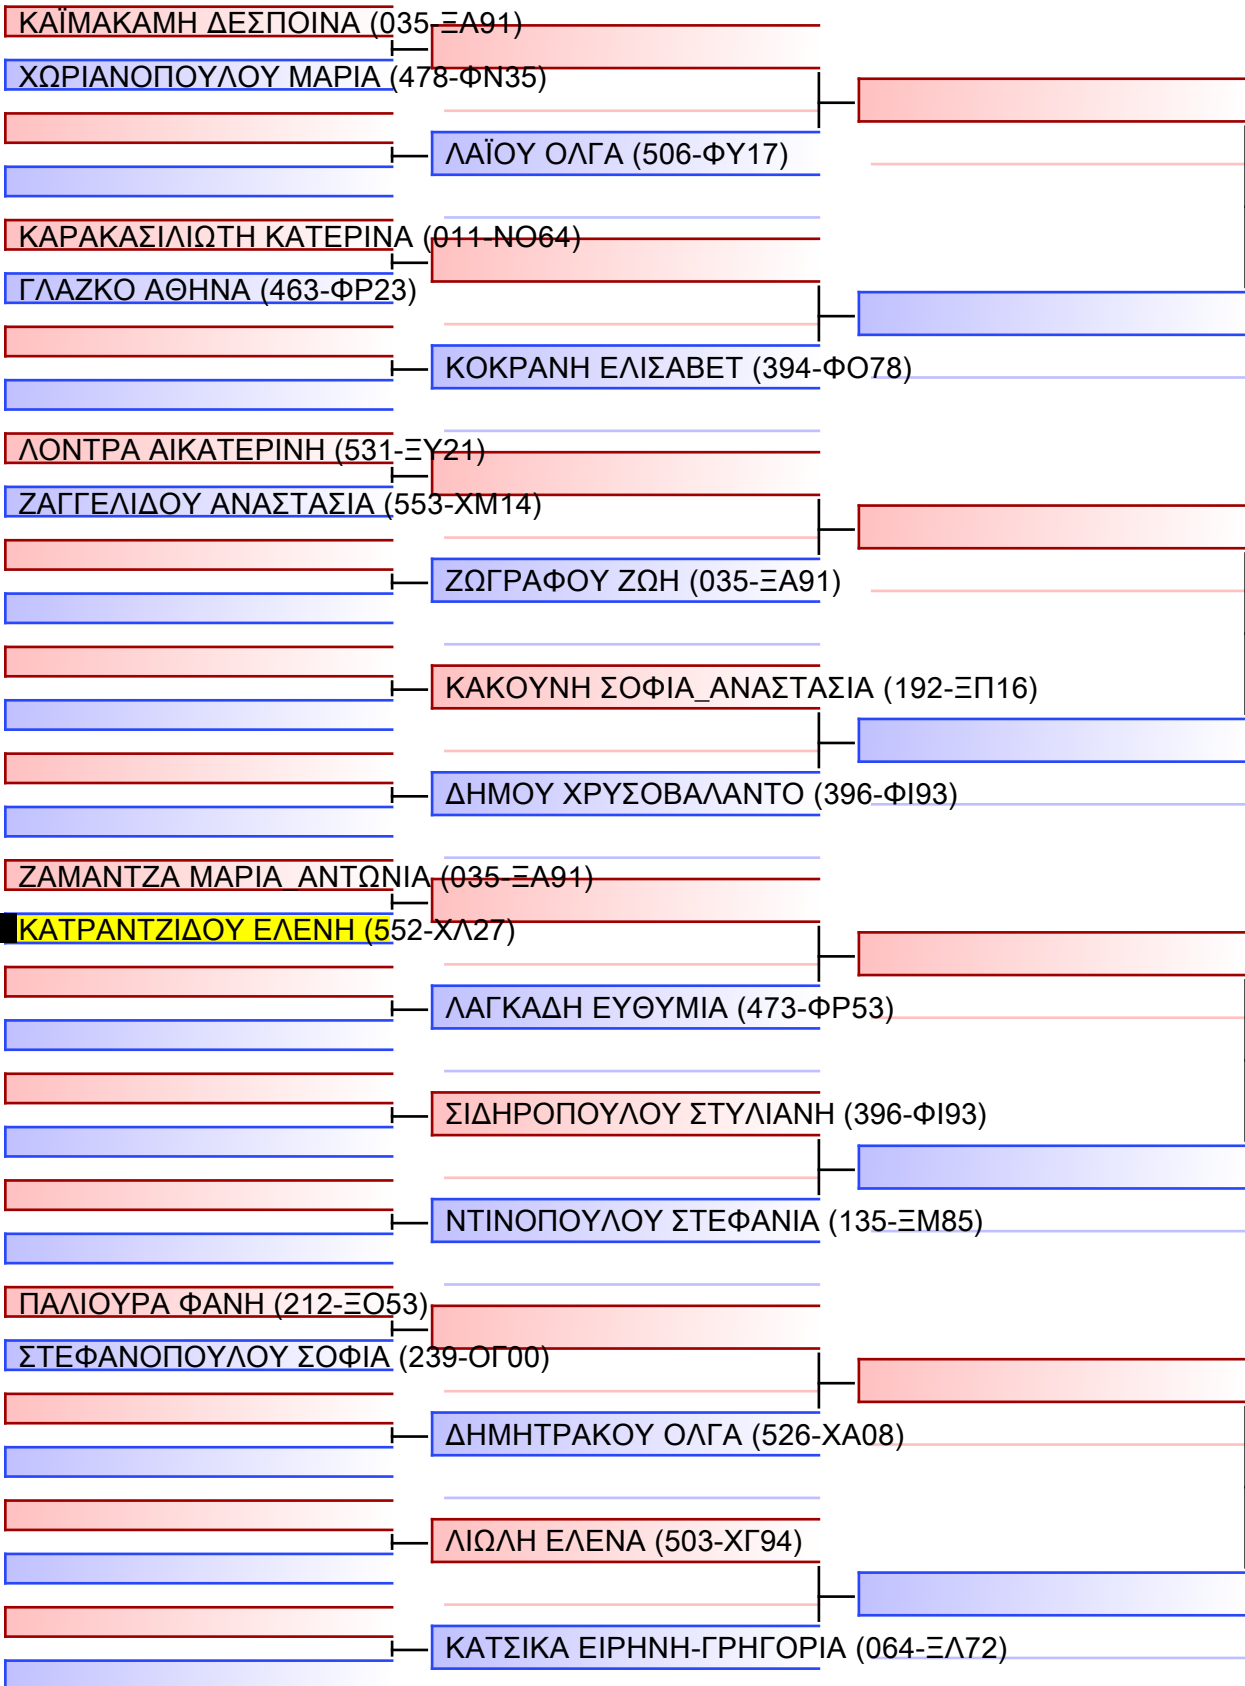 ΚΑΪΜΑΚΑΜΗ ΔΕΣΠΟΙΝΑ (035-ΞΑ91)
ΧΩΡΙΑΝΟΠΟΥΛΟΥ ΜΑΡΙΑ (478-ΦΝ35)
ΛΑΪΟΥ ΟΛΓΑ (506-ΦΥ17)
ΚΑΡΑΚΑΣΙΛΙΩΤΗ ΚΑΤΕΡΙΝΑ (011-ΝΟ64)
ΓΛΑΖΚΟ ΑΘΗΝΑ (463-ΦΡ23)
ΚΟΚΡΑΝΗ ΕΛΙΣΑΒΕΤ (394-ΦΟ78)
ΛΟΝΤΡΑ ΑΙΚΑΤΕΡΙΝΗ (531-ΞΥ21)
ΖΑΓΓΕΛΙΔΟΥ ΑΝΑΣΤΑΣΙΑ (553-ΧΜ14)
ΖΩΓΡΑΦΟΥ ΖΩΗ (035-ΞΑ91)
ΚΑΚΟΥΝΗ ΣΟΦΙΑ_ΑΝΑΣΤΑΣΙΑ (192-ΞΠ16)
ΔΗΜΟΥ ΧΡΥΣΟΒΑΛΑΝΤΟ (396-ΦΙ93)
ΖΑΜΑΝΤΖΑ ΜΑΡΙΑ_ΑΝΤΩΝΙΑ (035-ΞΑ91)
ΚΑΤΡΑΝΤΖΙΔΟΥ ΕΛΕΝΗ (552-ΧΛ27)
ΛΑΓΚΑΔΗ ΕΥΘΥΜΙΑ (473-ΦΡ53)
ΣΙΔΗΡΟΠΟΥΛΟΥ ΣΤΥΛΙΑΝΗ (396-ΦΙ93)
ΝΤΙΝΟΠΟΥΛΟΥ ΣΤΕΦΑΝΙΑ (135-ΞΜ85)
ΠΑΛΙΟΥΡΑ ΦΑΝΗ (212-ΞΟ53)
ΣΤΕΦΑΝΟΠΟΥΛΟΥ ΣΟΦΙΑ (239-ΟΓ00)
ΔΗΜΗΤΡΑΚΟΥ ΟΛΓΑ (526-ΧΑ08)
ΛΙΩΛΗ ΕΛΕΝΑ (503-ΧΓ94)
ΚΑΤΣΙΚΑ ΕΙΡΗΝΗ-ΓΡΗΓΟΡΙΑ (064-ΞΛ72)